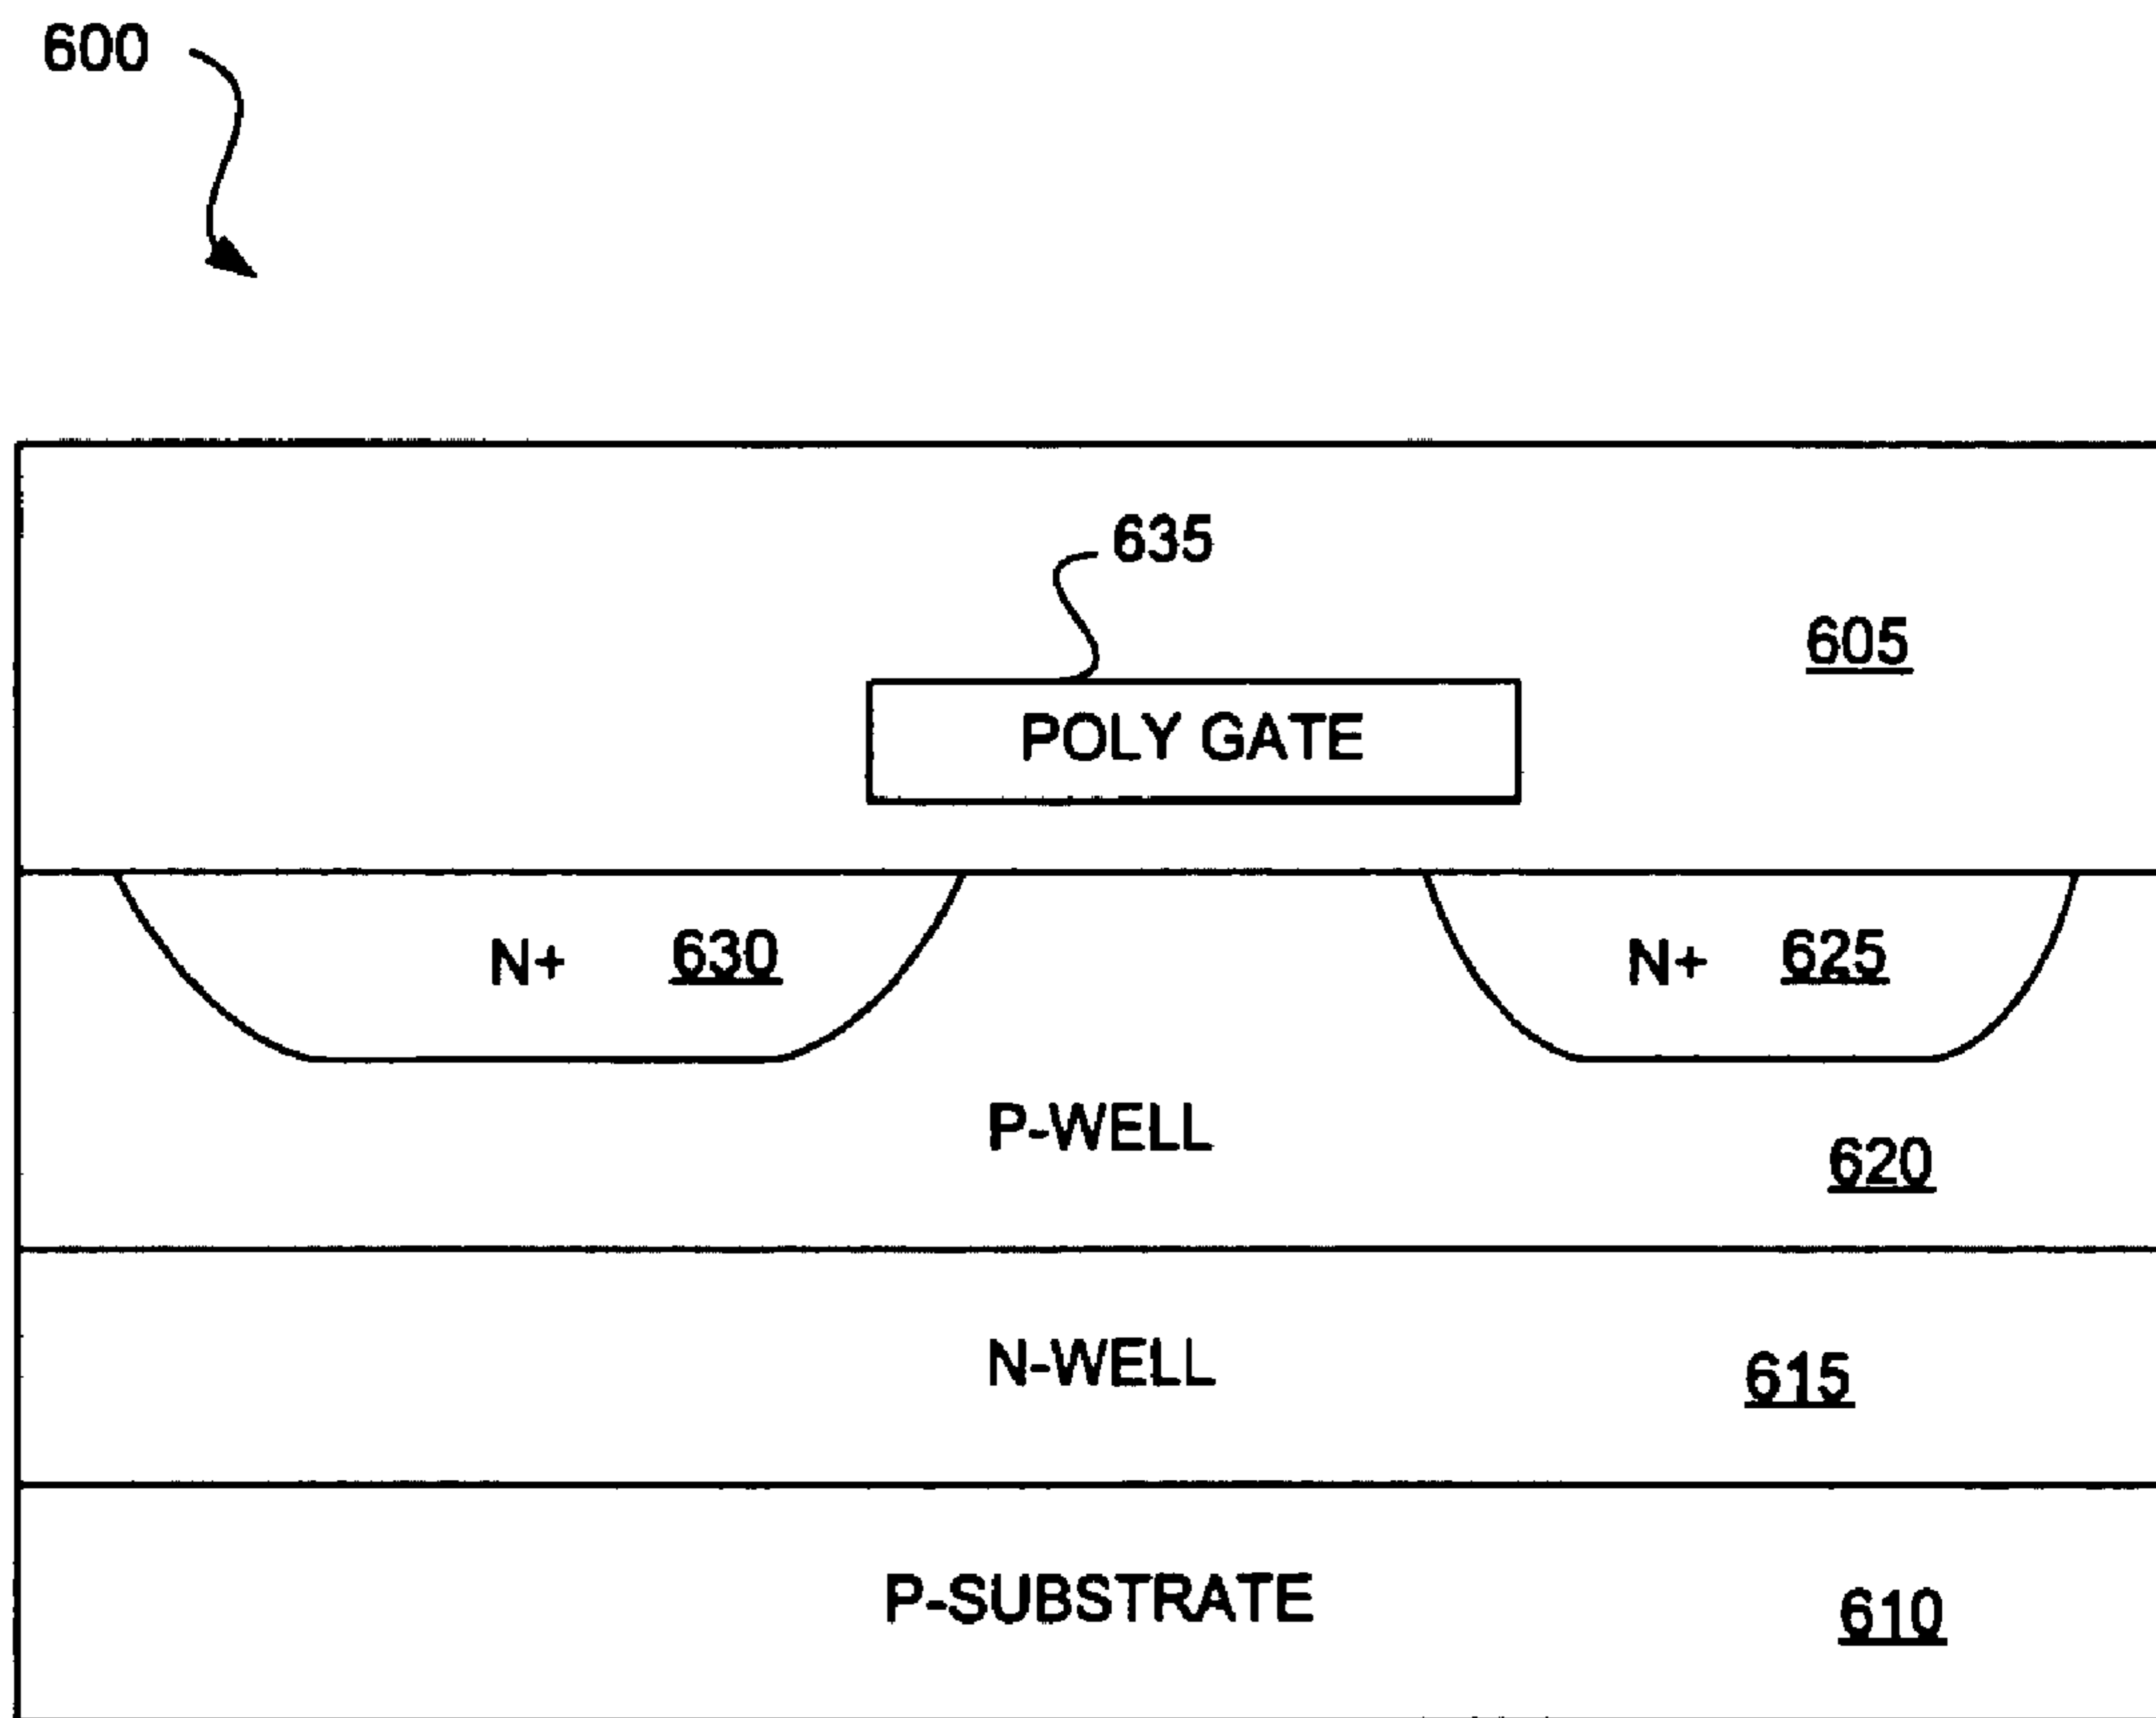 600
635
605
POLY GATE
N+ 630 N+ 625
P-WELL
620
N-WELL
615
P-SUBSTRATE
610